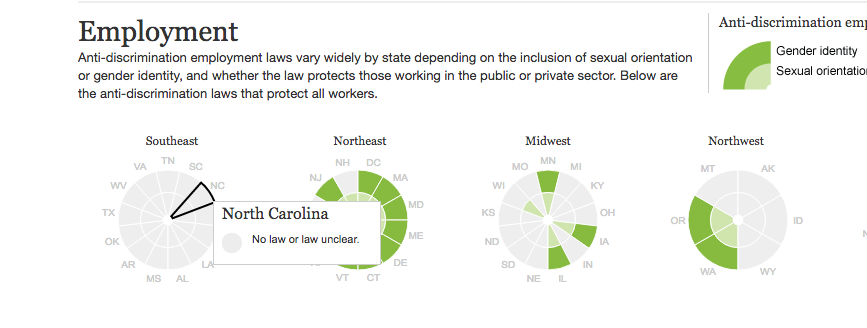 Employment
Anti-discrimination employment laws vary widely by state depending on the inclusion of sexual orientation
or gender identity, and whether the law protects those working in the public or private sector. Below are
the anti-discrimination laws that protect all workers.
Anti-discrimination emp
Gender identity
Sexual orientatio
Southeast
TN
SC
NC
LA
AL
MS
AR
OK
TX
WV
VA
North Carolina
No law or law unclear.
Northeast
NH
DC
MA
MD
ME
DE
CT
VT
NJ
Midwest
MN
MI
KY
OH
IA
IN
IL
NE
SD
ND
KS
WI
MO
Northwest
MT
AK
ID
WY
WA
OR